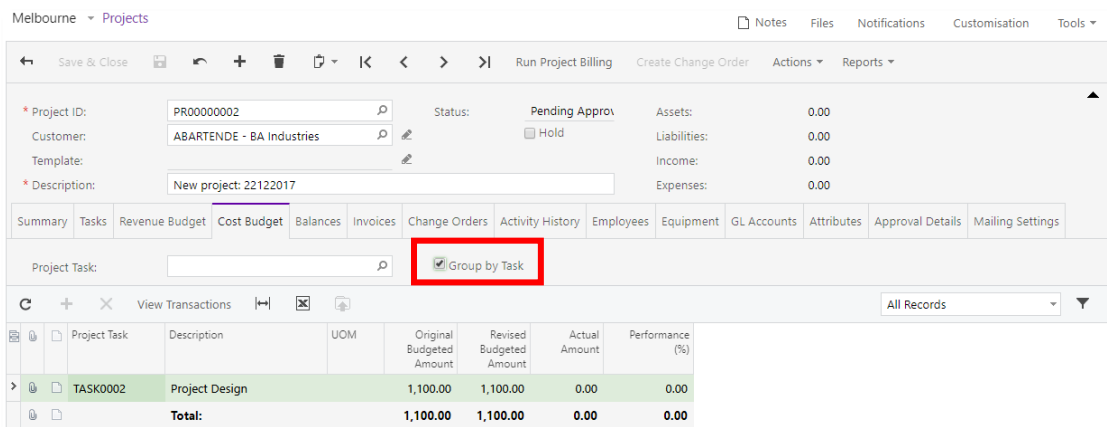 Melbourne Projects
Notes Files Notifications Customisation Tools
Save & Close Run Project Billing Create Change Order Actions Reports
* Project ID: PR00000002 Status: Pending Approv Assets: 0.00
Customer: ABARTENDE - BA Industries Hold Liabilities: 0.00
Template: Income: 0.00
* Description: New project: 22122017 Expenses: 0.00
Summary Tasks Revenue Budget Cost Budget Balances Invoices Change Orders Activity History Employees Equipment GL Accounts Attributes Approval Details Mailing Settings
Project Task: Group by Task
View Transactions All Records
Project Task Description UOM Original Revised Actual Performance
Budgeted Budgeted Amount (%)
Amount Amount
TASK0002 Project Design 1,100.00 1,100.00 0.00 0.00
Total: 1,100.00 1,100.00 0.00 0.00